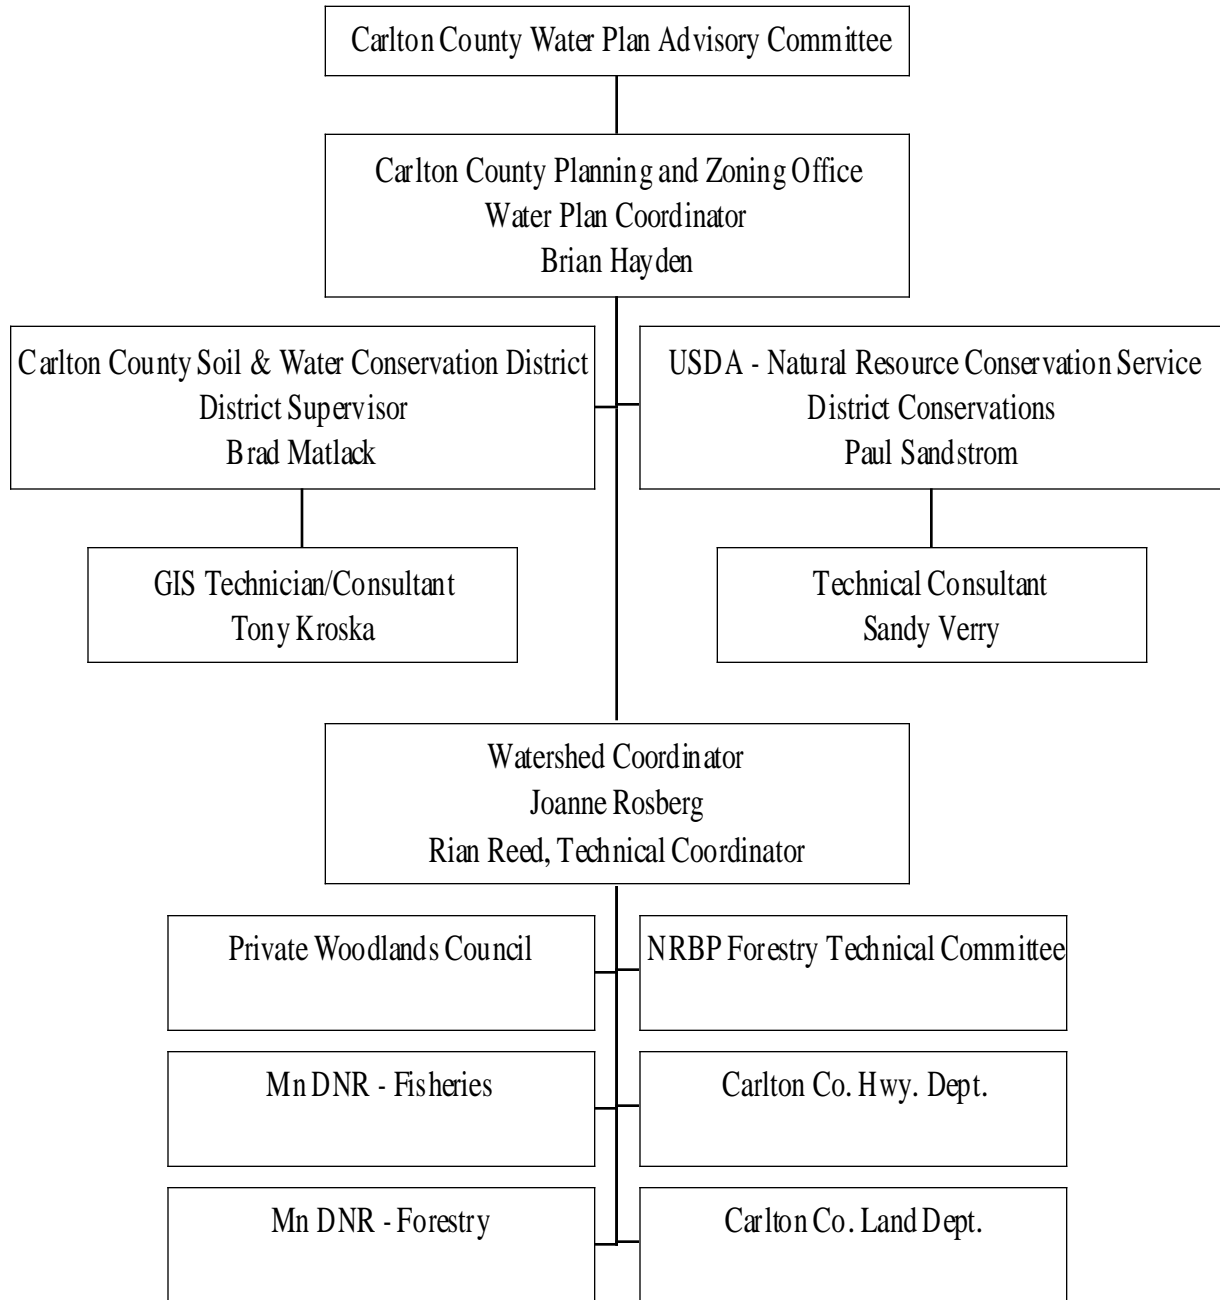 Carlton County Water Plan Advisory Committee
Carlton County Planning and Zoning Office
Water Plan Coordinator
Brian Hayden
Carlton County Soil & Water Conservation District
District Supervisor
Brad Matlack
USDA - Natural Resource Conservation Service
District Conservations
Paul Sandstrom
GIS Technician/Consultant
Tony Kroska
Technical Consultant
Sandy Verry
Watershed Coordinator
Joanne Rosberg
Rian Reed, Technical Coordinator
Private Woodlands Council
NRBP Forestry Technical Committee
Mn DNR - Fisheries
Carlton Co. Hwy. Dept.
Mn DNR - Forestry
Carlton Co. Land Dept.